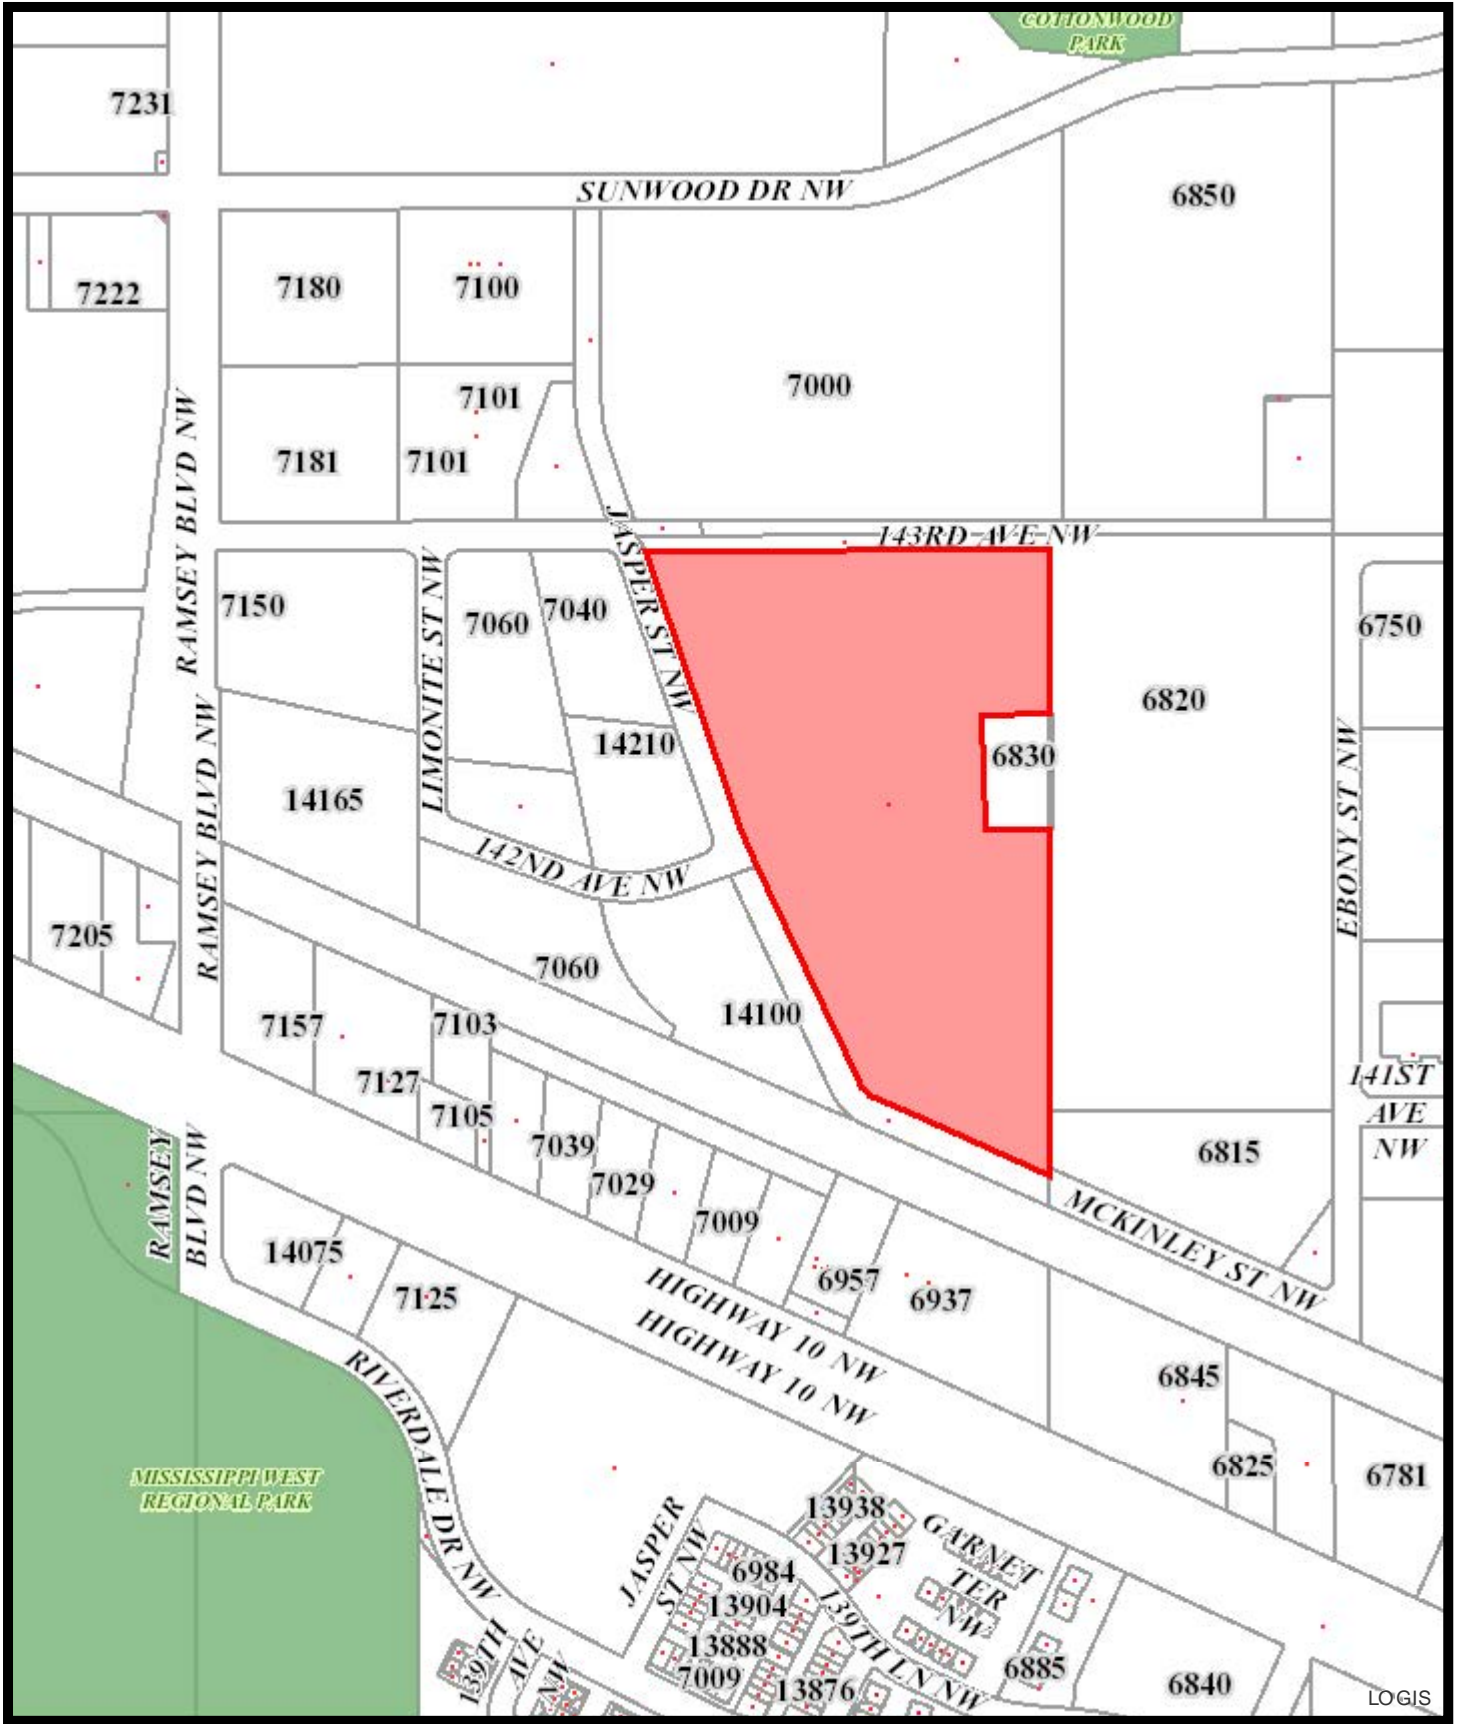 COTTONWOOD
PARK
7231
SUNWOOD DR NW
6850
7222
7180
7100
7000
7101
7181
7101
RAMSEY BLVD NW
143RD AVE NW
JASPER ST NW
LIMONITE ST NW
7150
7060
7040
6750
6820
14210
6830
14165
RAMSEY BLVD NW
EBONY ST NW
142ND AVE NW
7205
7060
14100
7157
7103
7127
7105
141ST
AVE
NW
7039
7029
7009
6815
RAMSEY
BLVD NW
14075
7125
6957
6937
MCKINLEY ST NW
HIGHWAY 10 NW
HIGHWAY 10 NW
6845
6825
6781
RIVERDALE DR NW
MISSISSIPPI WEST
REGIONAL PARK
JASPER
ST NW
13938
13927
GARNET
TER
NW
6984
13904
13888
7009
13876
139TH LN NW
139TH
AVE
NW
6885
6840
LOGIS